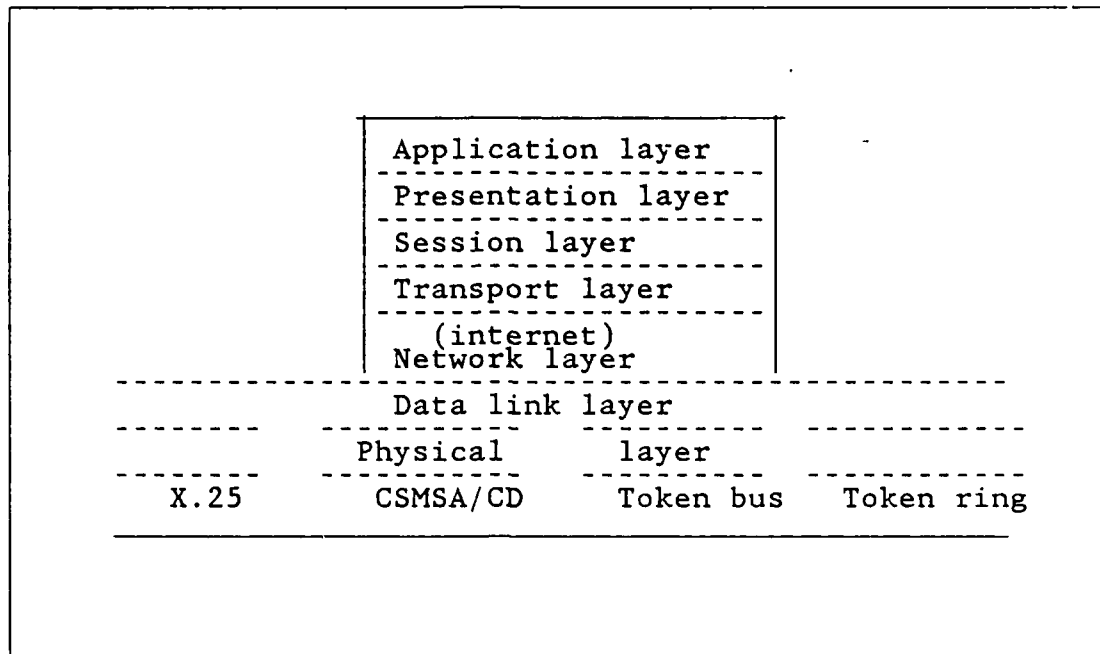 Application layer
Presentation layer
Session layer
Transport layer
(internet)
Network layer
Data link layer
Physical layer
X.25 CSMSA/CD Token bus Token ring